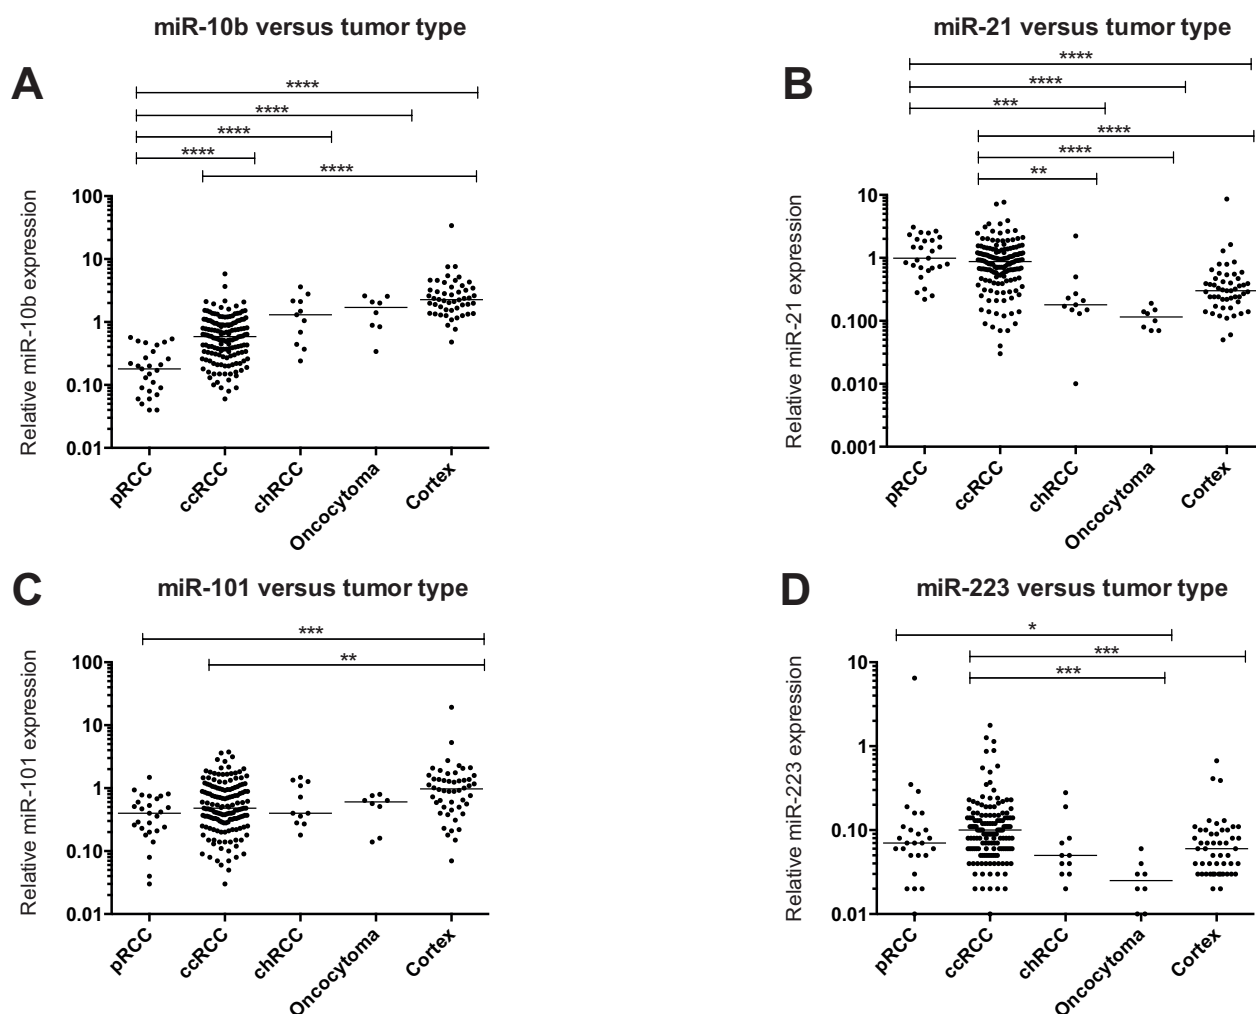 miR-10b versus tumor type
A
****
****
****
****
****
Relative miR-10b expression
100
10
1
0.10
0.01
pRCC
ccRCC
chRCC
Oncocytoma
Cortex
miR-21 versus tumor type
B
****
****
***
****
****
**
Relative miR-21 expression
10
1
0.100
0.010
0.001
pRCC
ccRCC
chRCC
Oncocytoma
Cortex
miR-101 versus tumor type
C
***
**
Relative miR-101 expression
100
10
1
0.10
0.01
pRCC
ccRCC
chRCC
Oncocytoma
Cortex
miR-223 versus tumor type
D
*
***
***
Relative miR-223 expression
10
1
0.10
0.01
pRCC
ccRCC
chRCC
Oncocytoma
Cortex